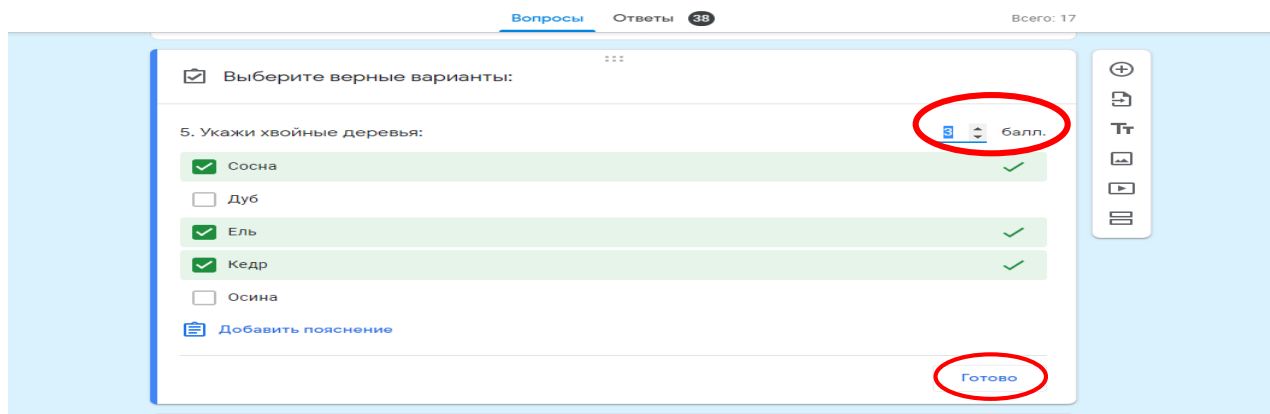 Вопросы Ответы 38 Всего: 17
Выберите верные варианты:
5. Укажи хвойные деревья: 3 балл.
Сосна
Дуб
Ель
Кедр
Осина
Добавить пояснение
Готово
Тт